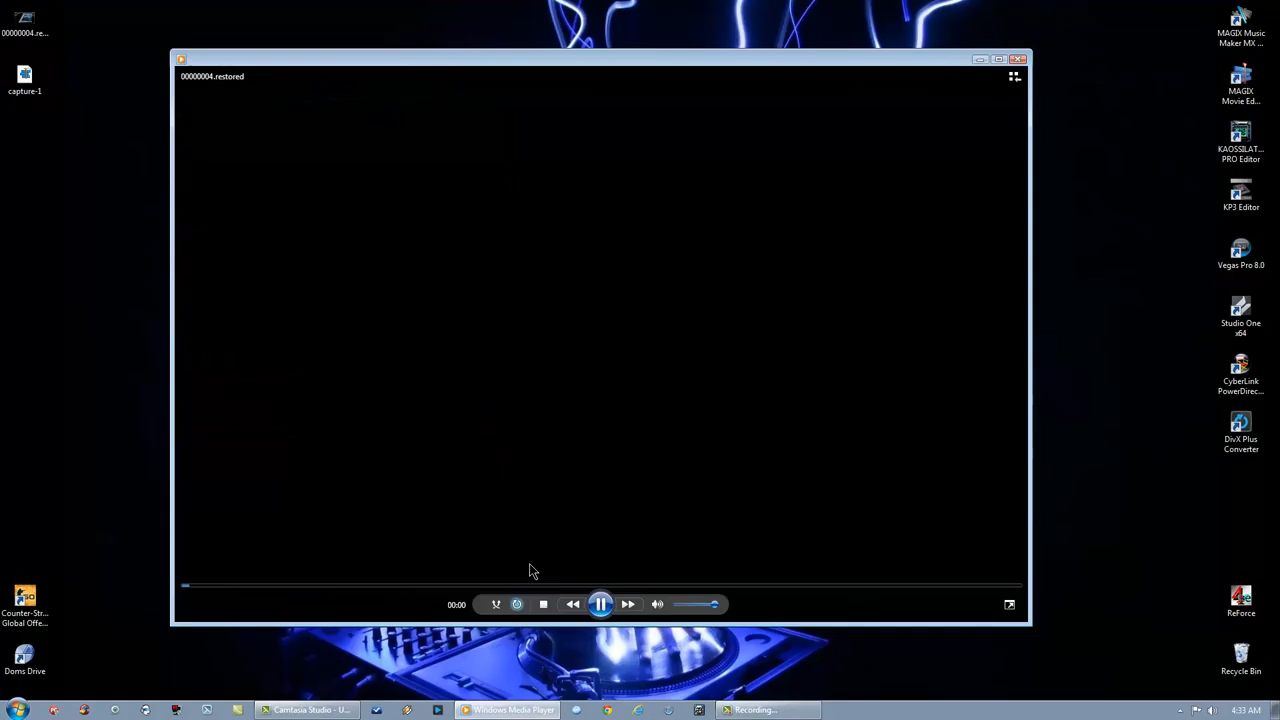 00000004.re...
capture-1
Counter-Str...
Global Offe...
Doms Drive
00000004.restored
00:00
MAGIX Music
Maker MX ...
MAGIX
Movie Ed...
KAOSSILAT...
PRO Editor
KP3 Editor
Vegas Pro 8.0
Studio One
x64
CyberLink
PowerDirec...
DivX Plus
Converter
ReForce
Recycle Bin
Camtasia Studio - U...
Windows Media Player
Recording...
4:33 AM